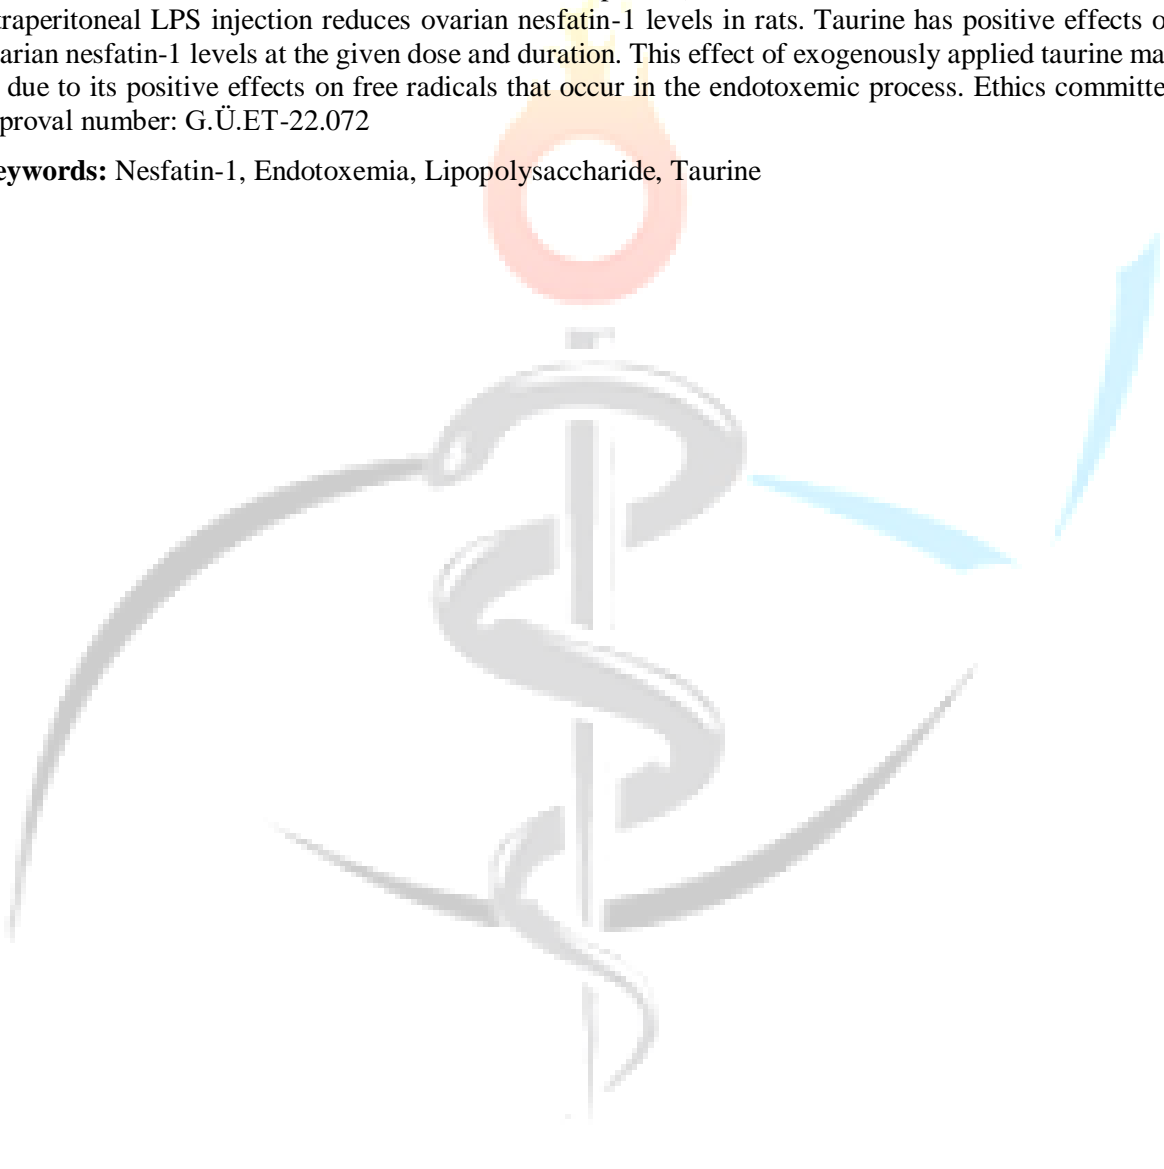 traperitoneal LPS injection reduces ovarian nesfatin-1 levels in rats. Taurine has positive effects o
arian nesfatin-1 levels at the given dose and duration. This effect of exogenously applied taurine ma
due to its positive effects on free radicals that occur in the endotoxemic process. Ethics committe
proval number: G.Ü.ET-22.072
eywords: Nesfatin-1, Endotoxemia, Lipopolysaccharide, Taurine